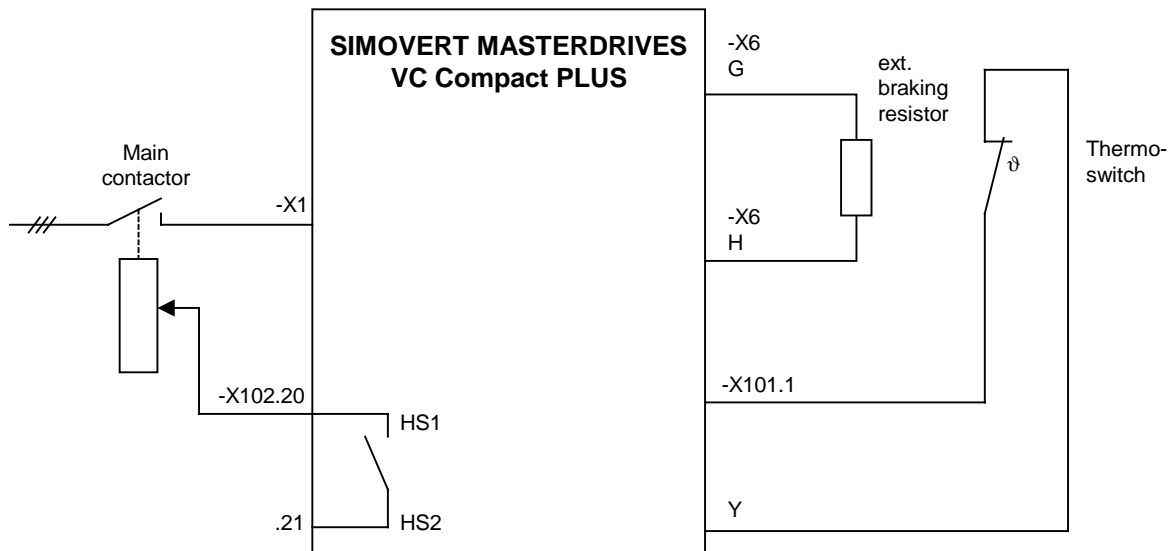 SIMOVERT MASTERDRIVES
VC Compact PLUS
-X6
G
ext.
braking
resistor
Main
contactor
Thermo-
switch
ϑ
-X1
-X6
H
-X102.20
-X101.1
HS1
.21
HS2
Y